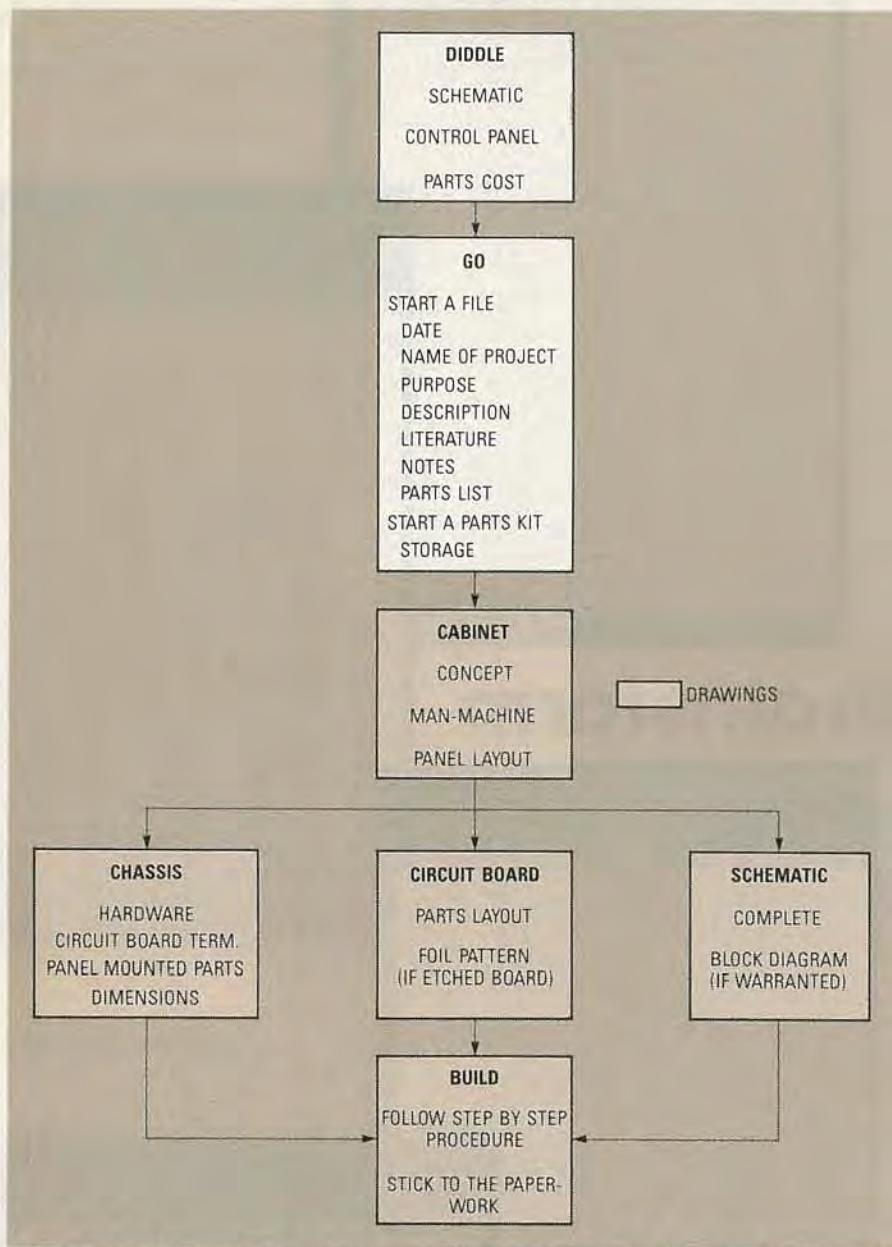 DIDDLE
SCHEMATIC
CONTROL PANEL
PARTS COST
GO
START A FILE
DATE
NAME OF PROJECT
PURPOSE
DESCRIPTION
LITERATURE
NOTES
PARTS LIST
START A PARTS KIT
STORAGE
CABINET
CONCEPT
MAN-MACHINE
PANEL LAYOUT
DRAWINGS
CHASSIS
HARDWARE
CIRCUIT BOARD TERM.
PANEL MOUNTED PARTS
DIMENSIONS
CIRCUIT BOARD
PARTS LAYOUT
FOIL PATTERN
(IF ETCHED BOARD)
SCHEMATIC
COMPLETE
BLOCK DIAGRAM
(IF WARRANTED)
BUILD
FOLLOW STEP BY STEP
PROCEDURE
STICK TO THE PAPER-
WORK